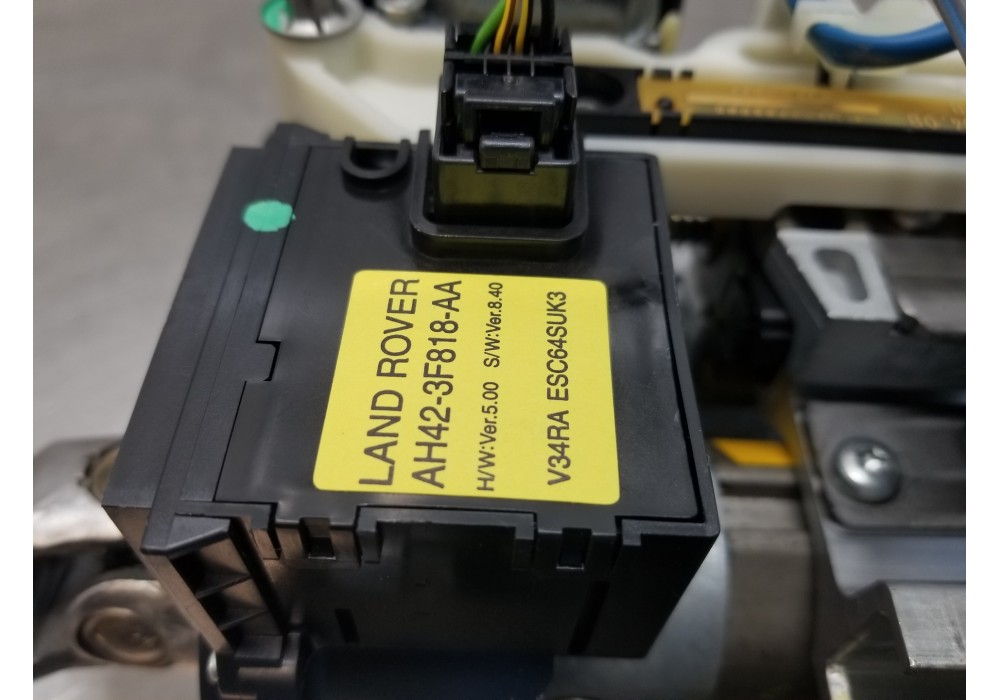 LAND ROVER
AH42-3F818-AA
H/W:Ver.5.00 S/W:Ver.8.40
V34RA ESC64SUK3